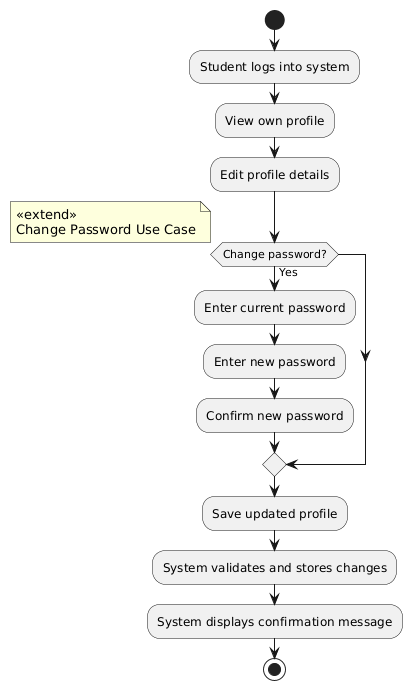 Student logs into system
View own profile
Edit profile details
«extend»
Change Password Use Case
Change password?
Yes
Enter current password
Enter new password
Confirm new password
Save updated profile
System validates and stores changes
System displays confirmation message